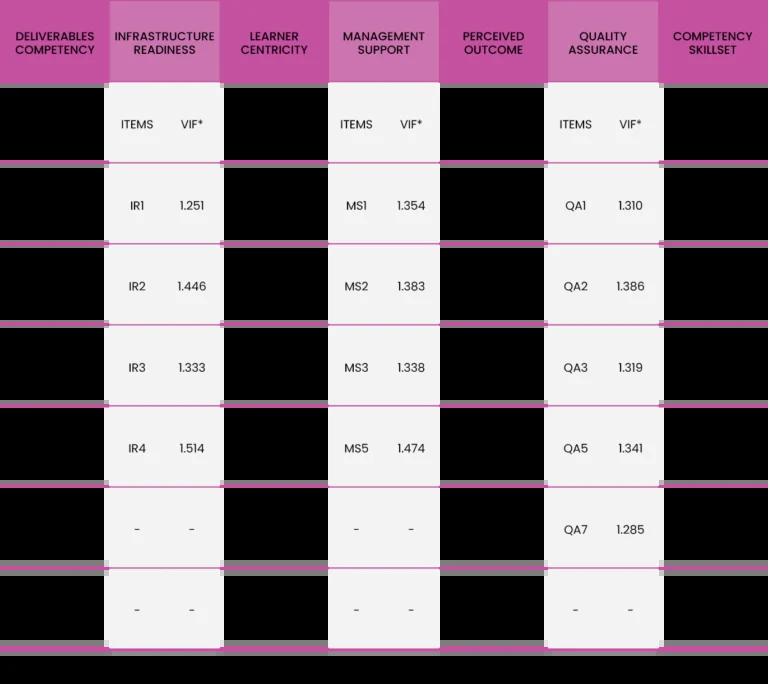 DELIVERABLES COMPETENCY INFRASTRUCTURE READINESS LEARNER CENTRICITY MANAGEMENT SUPPORT PERCEIVED OUTCOME QUALITY ASSURANCE COMPETENCY SKILLSET
ITEMS VIF* ITEMS VIF* ITEMS VIF*
IR1 1.251 MS1 1.354 QA1 1.310
IR2 1.446 MS2 1.383 QA2 1.386
IR3 1.333 MS3 1.338 QA3 1.319
IR4 1.514 MS5 1.474 QA5 1.341
- - - - QA7 1.285
- - - - - -